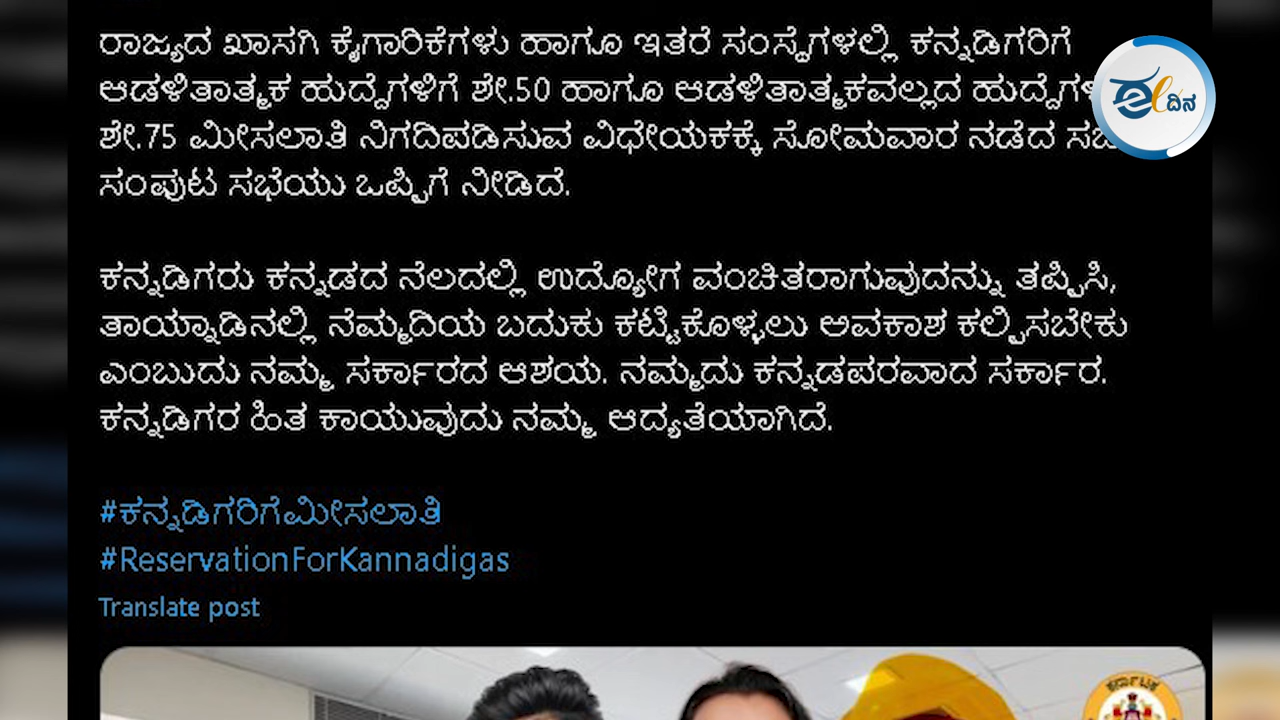 ರಾಜ್ಯದ ಖಾಸಗಿ ಕೈಗಾರಿಕೆಗಳು ಹಾಗೂ ಇತರೆ ಸಂಸ್ಥೆಗಳಲ್ಲಿ ಕನ್ನಡಿಗರಿಗೆ
ಆಡಳಿತಾತ್ಮಕ ಹುದ್ದೆಗಳಿಗೆ ಶೇ.50 ಹಾಗೂ ಆಡಳಿತಾತ್ಮಕವಲ್ಲದ
ಶೇ.75 ಮೀಸಲಾತಿ ನಿಗದಿಪಡಿಸುವ ವಿಧೇಯಕಕ್ಕೆ ಸೋಮವಾರ ನಡೆದ
ಸಂಪುಟ ಸಭೆಯು ಒಪ್ಪಿಗೆ ನೀಡಿದೆ.
ಕನ್ನಡಿಗರು ಕನ್ನಡದ ನೆಲದಲ್ಲಿ ಉದ್ಯೋಗ ವಂಚಿತರಾಗುವುದನ್ನು ತಪ್ಪಿಸಿ,
ತಾಯ್ನಾಡಿನಲ್ಲಿ ನೆಮ್ಮದಿಯ ಬದುಕು ಕಟ್ಟಿಕೊಳ್ಳಲು ಅವಕಾಶ ಕಲ್ಪಿಸಬೇಕು
ಎಂಬುದು ನಮ್ಮ ಸರ್ಕಾರದ ಆಶಯ. ನಮ್ಮದು ಕನ್ನಡಪರವಾದ ಸರ್ಕಾರ.
ಕನ್ನಡಿಗರ ಹಿತ ಕಾಯುವುದು ನಮ್ಮ ಆದ್ಯತೆಯಾಗಿದೆ.
#ಕನ್ನಡಿಗರಿಗೆಮೀಸಲಾತಿ
#ReservationForKannadigas
Translate post
ಈ ದಿನ
ಕರ್ನಾಟಕ